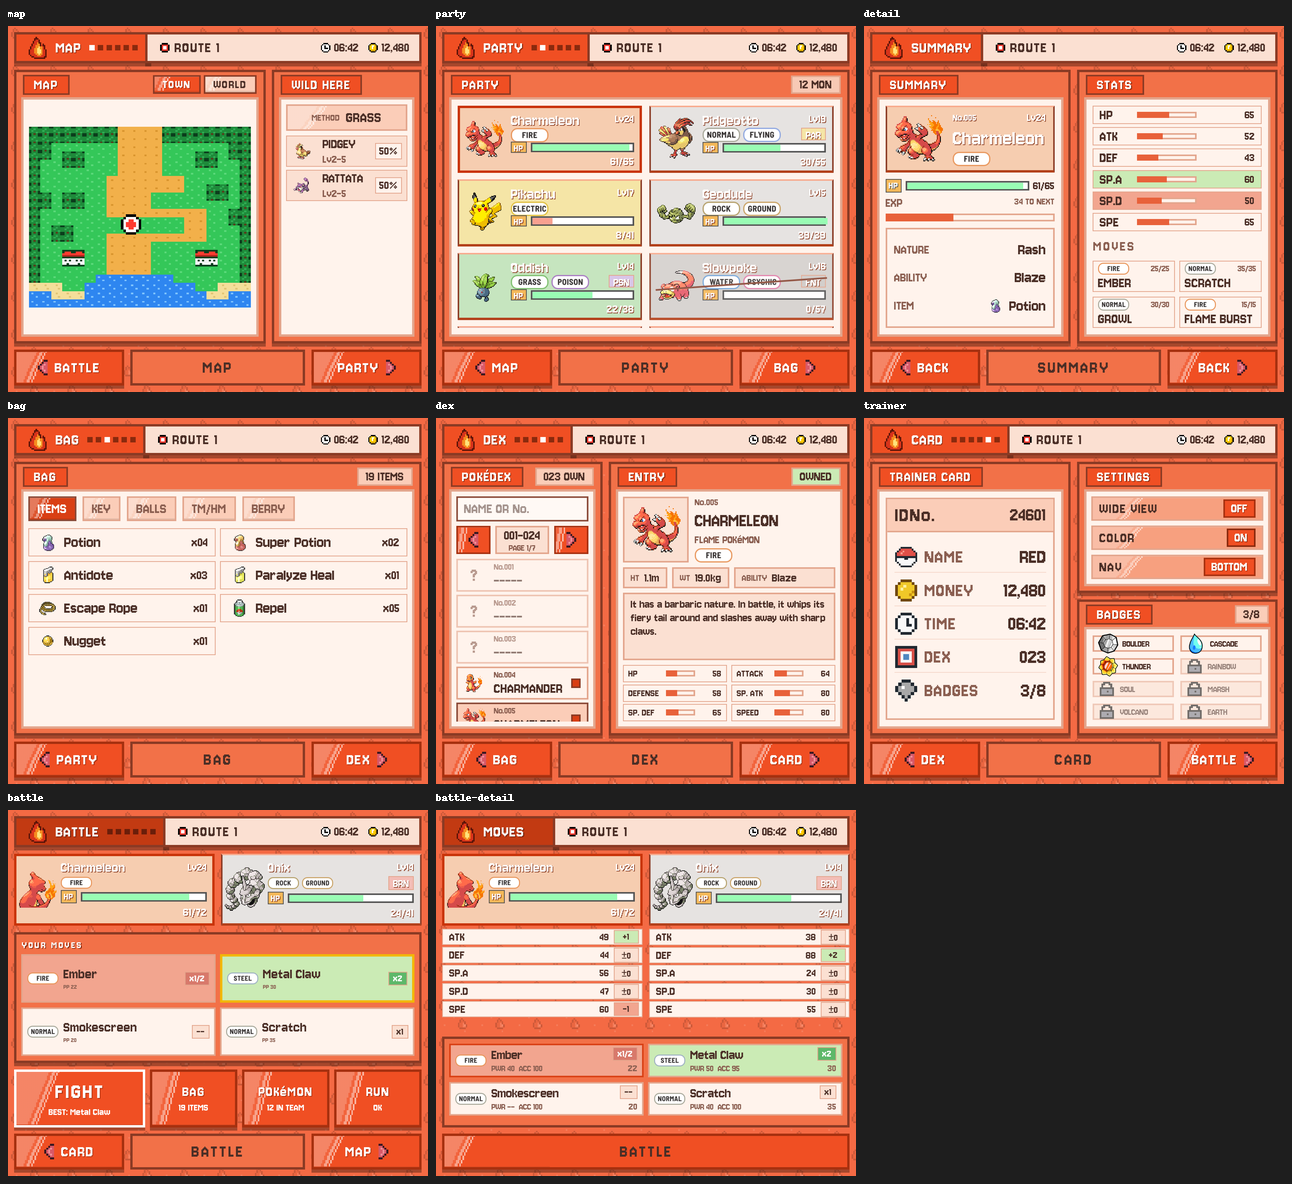 map
MAP
ROUTE 1
06:42
12,480
MAP
TOWN
WORLD
WILD HERE
METHOD GRASS
PIDGEY
Lv2-5
50%
RATTATA
Lv2-5
50%
BATTLE
MAP
PARTY
party
PARTY
ROUTE 1
06:42
12,480
PARTY
12 MON
Charmeleon
Lv24
FIRE
HP
61/65
Pidgeotto
Lv18
NORMAL
FLYING
PAR
HP
30/55
Pikachu
Lv17
ELECTRIC
HP
9/41
Geodude
Lv15
ROCK
GROUND
HP
39/39
Oddish
Lv14
GRASS
POISON
PSN
HP
22/38
Slowpoke
Lv16
WATER
PSYCHIC
FNT
HP
0/57
MAP
PARTY
BAG
detail
SUMMARY
ROUTE 1
06:42
12,480
SUMMARY
No.005
Lv24
Charmeleon
FIRE
HP
61/65
EXP
34 TO NEXT
NATURE
Rash
ABILITY
Blaze
ITEM
Potion
STATS
HP
65
ATK
52
DEF
43
SP.A
60
SP.D
50
SPE
65
MOVES
FIRE
25/25
EMBER
NORMAL
35/35
SCRATCH
NORMAL
30/30
GROWL
FIRE
15/15
FLAME BURST
BACK
SUMMARY
BACK
bag
BAG
ROUTE 1
06:42
12,480
BAG
19 ITEMS
ITEMS
KEY
BALLS
TM/HM
BERRY
Potion
x04
Super Potion
x02
Antidote
x03
Paralyze Heal
x01
Escape Rope
x01
Repel
x05
Nugget
x01
PARTY
BAG
DEX
dex
DEX
ROUTE 1
06:42
12,480
POKéDEX
023 OWN
NAME OR No.
001-024
PAGE 1/7
?
No.001
-----
?
No.002
-----
?
No.003
-----
No.004
CHARMANDER
No.005
CHARMELEON
ENTRY
OWNED
No.005
CHARMELEON
FLAME POKéMON
FIRE
HT 1.1m
WT 19.0kg
ABILITY Blaze
It has a barbaric nature. In battle, it whips its
fiery tail around and slashes away with sharp
claws.
HP
58
ATTACK
64
DEFENSE
58
SP. ATK
80
SP. DEF
65
SPEED
80
BAG
DEX
CARD
trainer
CARD
ROUTE 1
06:42
12,480
TRAINER CARD
IDNo.
24601
NAME
RED
MONEY
12,480
TIME
06:42
DEX
023
BADGES
3/8
SETTINGS
WIDE VIEW
OFF
COLOR
ON
NAV
BOTTOM
BADGES
3/8
BOULDER
CASCADE
THUNDER
RAINBOW
SOUL
MARSH
VOLCANO
EARTH
DEX
CARD
BATTLE
battle
BATTLE
ROUTE 1
06:42
12,480
Charmeleon
Lv24
FIRE
HP
61/72
Onix
Lv14
ROCK
GROUND
BRN
HP
24/41
YOUR MOVES
FIRE
Ember
PP 22
x1/2
STEEL
Metal Claw
PP 30
x2
NORMAL
Smokescreen
PP 20
--
NORMAL
Scratch
PP 35
x1
FIGHT
BEST: Metal Claw
BAG
19 ITEMS
POKéMON
12 IN TEAM
RUN
OK
CARD
BATTLE
MAP
battle-detail
MOVES
ROUTE 1
06:42
12,480
Charmeleon
Lv24
FIRE
HP
61/72
Onix
Lv14
ROCK
GROUND
BRN
HP
24/41
ATK
49
+1
DEF
44
±0
SP.A
56
±0
SP.D
47
±0
SPE
60
-1
ATK
38
±0
DEF
88
+2
SP.A
24
±0
SP.D
30
±0
SPE
55
±0
FIRE
Ember
x1/2
PWR 40 ACC 100
22
STEEL
Metal Claw
x2
PWR 50 ACC 95
30
NORMAL
Smokescreen
--
PWR -- ACC 100
20
NORMAL
Scratch
x1
PWR 40 ACC 100
35
BATTLE